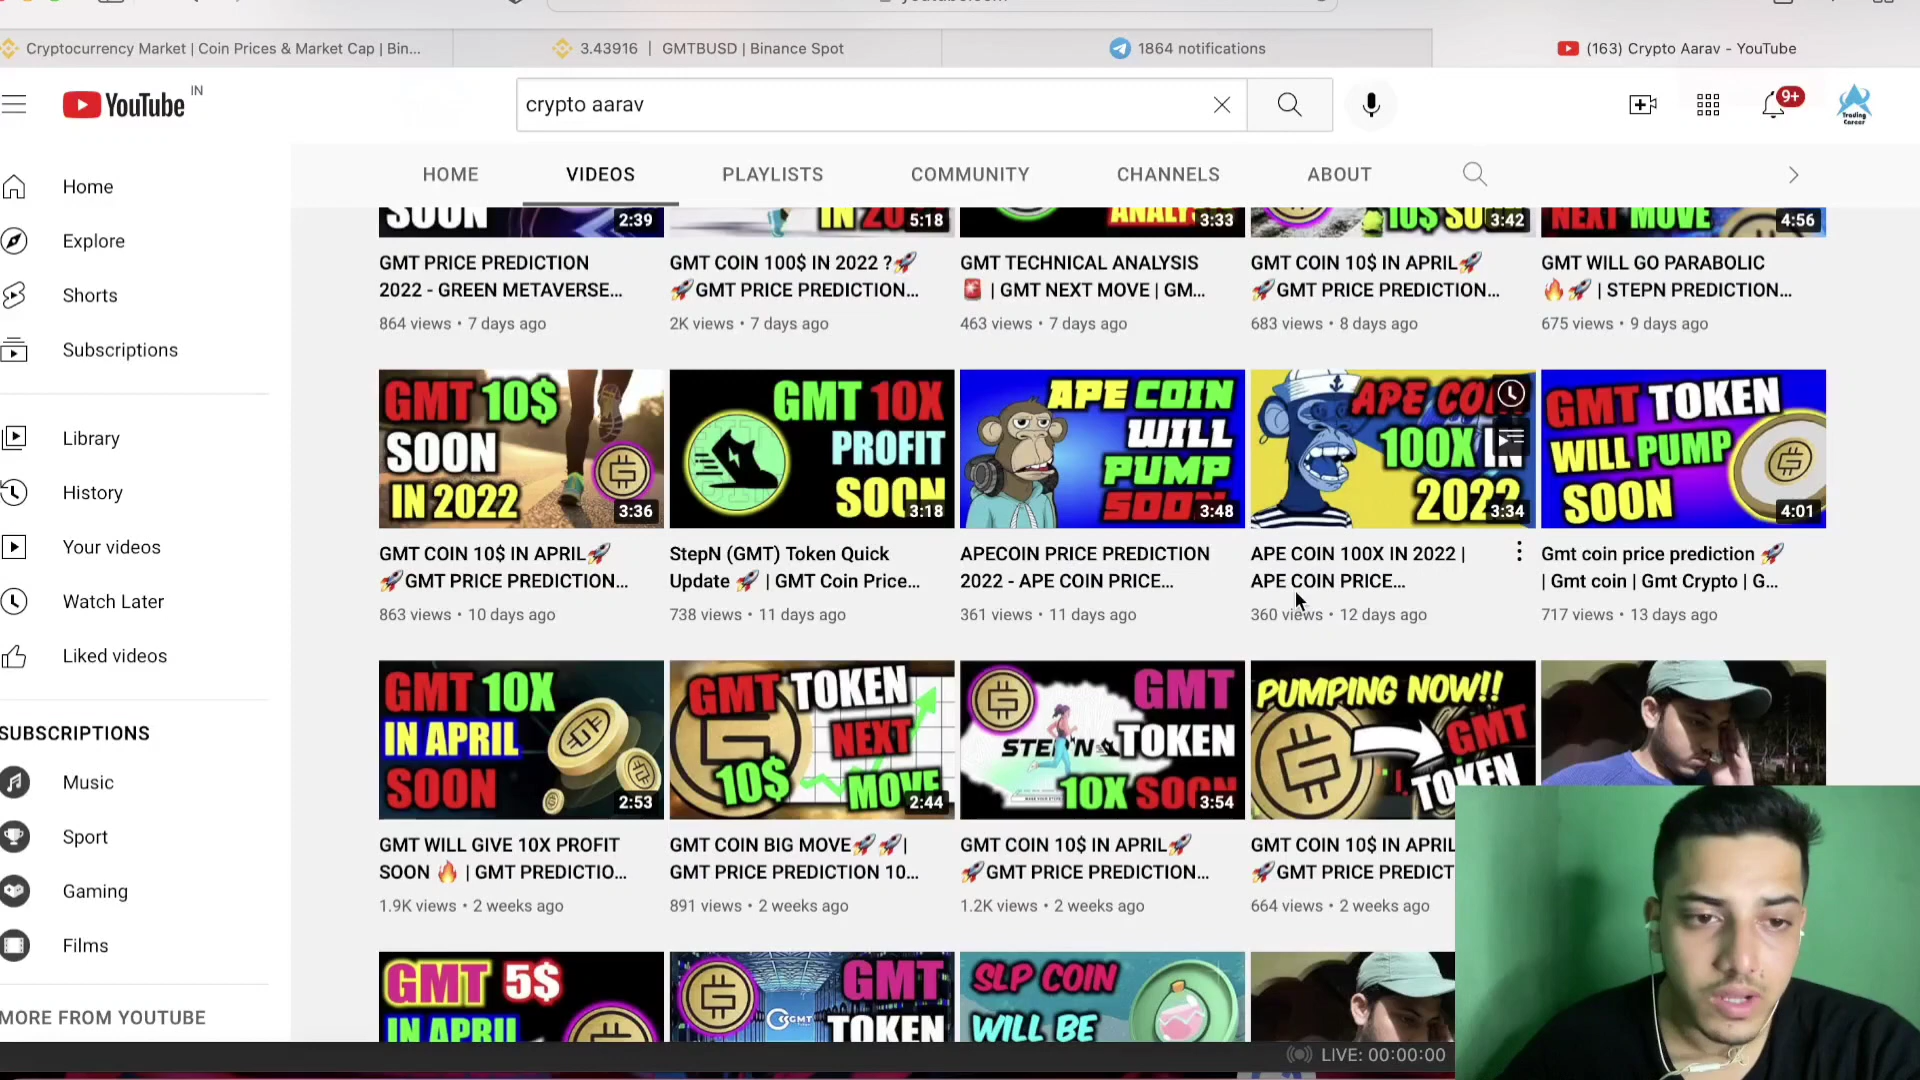 Cryptocurrency Market | Coin Prices & Market Cap | Bin...
3.43916 | GMTBUSD | Binance Spot
1864 notifications
(163) Crypto Aarav - YouTube
YouTube IN
crypto aarav
9+
Trading Career
HOME
VIDEOS
PLAYLISTS
COMMUNITY
CHANNELS
ABOUT
Home
Explore
Shorts
Subscriptions
Library
History
Your videos
Watch Later
Liked videos
SUBSCRIPTIONS
Music
Sport
Gaming
Films
MORE FROM YOUTUBE
SOON
2:39
5:18
ANALY
3:33
10$
3:42
NEXT MOVE
4:56
GMT PRICE PREDICTION
2022 - GREEN METAVERSE...
864 views • 7 days ago
GMT COIN 100$ IN 2022 ?🚀
🚀GMT PRICE PREDICTION...
2K views • 7 days ago
GMT TECHNICAL ANALYSIS
🚨 | GMT NEXT MOVE | GM...
463 views • 7 days ago
GMT COIN 10$ IN APRIL🚀
🚀GMT PRICE PREDICTION...
683 views • 8 days ago
GMT WILL GO PARABOLIC
🔥🚀 | STEPN PREDICTION...
675 views • 9 days ago
GMT 10$
SOON
IN 2022
3:36
GMT 10X
PROFIT
SOON
3:18
APE COIN
WILL
PUMP
SOON
3:48
APE COI
100X IN
2022
3:34
GMT TOKEN
WILL PUMP
SOON
4:01
GMT COIN 10$ IN APRIL🚀
🚀GMT PRICE PREDICTION...
863 views • 10 days ago
StepN (GMT) Token Quick
Update 🚀 | GMT Coin Price...
738 views • 11 days ago
APECOIN PRICE PREDICTION
2022 - APE COIN PRICE...
361 views • 11 days ago
APE COIN 100X IN 2022 |
APE COIN PRICE...
360 views • 12 days ago
Gmt coin price prediction 🚀
| Gmt coin | Gmt Crypto | G...
717 views • 13 days ago
GMT 10X
IN APRIL
SOON
2:53
GMT TOKEN
NEXT
10$ MOVE
2:44
GMT
STEPN TOKEN
10X SOON
3:54
PUMPING NOW!!
GMT
TOKEN
GMT WILL GIVE 10X PROFIT
SOON 🔥 | GMT PREDICTIO...
1.9K views • 2 weeks ago
GMT COIN BIG MOVE🚀🚀|
GMT PRICE PREDICTION 10...
891 views • 2 weeks ago
GMT COIN 10$ IN APRIL🚀
🚀GMT PRICE PREDICTION...
1.2K views • 2 weeks ago
GMT COIN 10$ IN APRIL
🚀GMT PRICE PREDICT
664 views • 2 weeks ago
GMT 5$
IN APRIL
GMT
GMT
TOKEN
SLP COIN
WILL BE
LIVE: 00:00:00